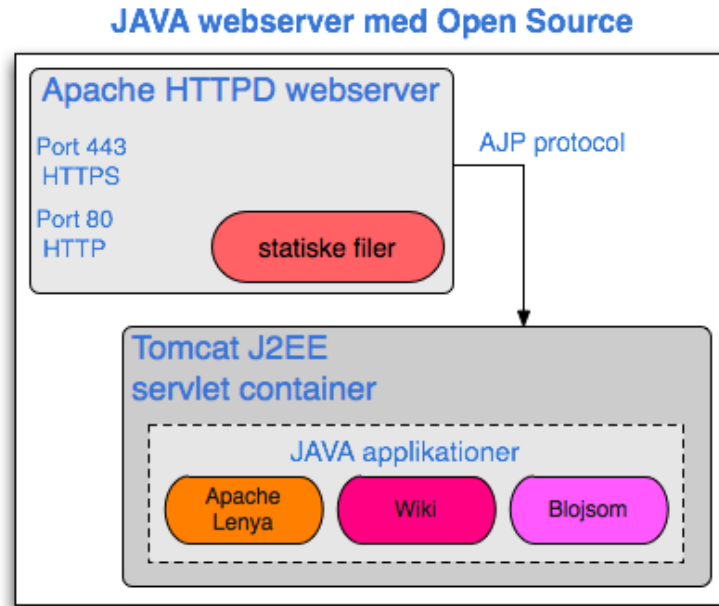 JAVA webserver med Open Source
Apache HTTPD webserver
Port 443
HTTPS
Port 80
HTTP
statiske filer
AJP protocol
Tomcat J2EE
servlet container
JAVA applikationer
Apache
Lenya
Wiki
Blojsom